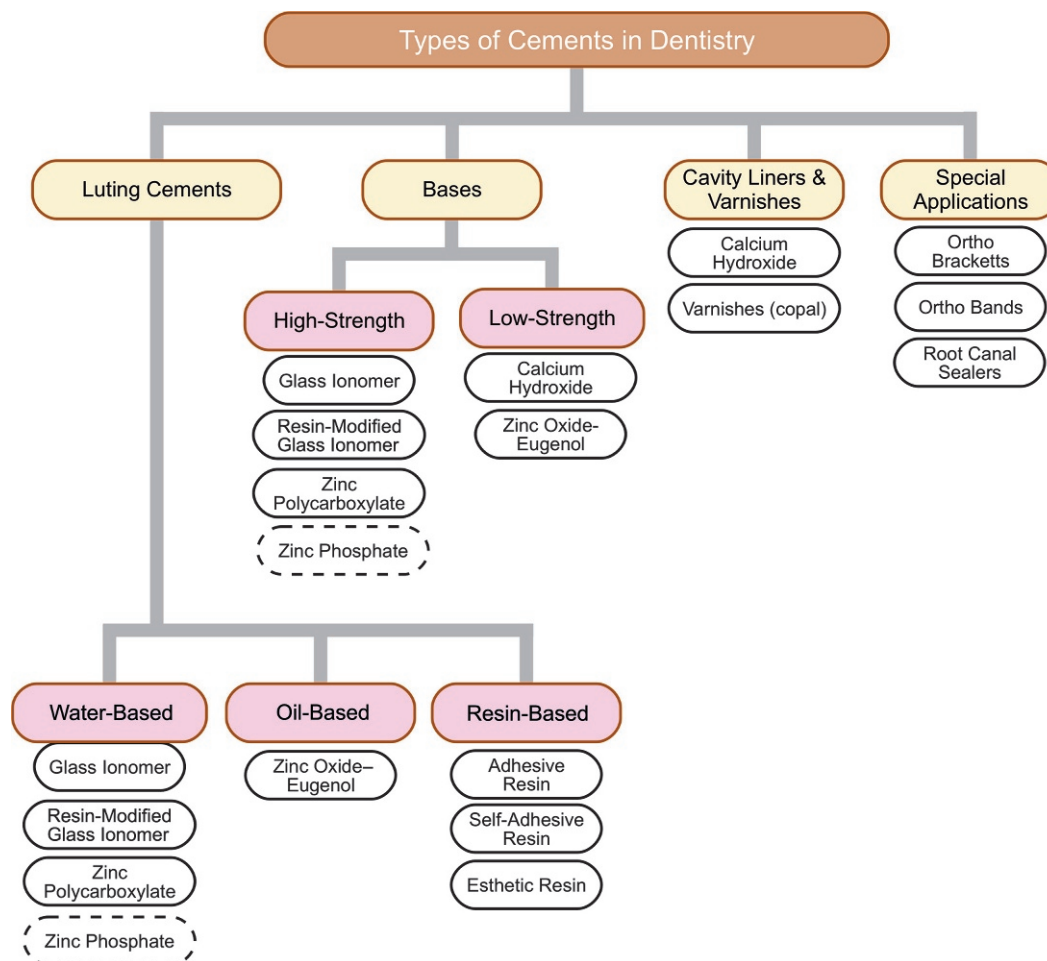 Types of Cements in Dentistry
Luting Cements
Bases
Cavity Liners &
Varnishes
Special
Applications
Calcium
Hydroxide
Varnishes (copal)
Ortho
Bracketts
Ortho Bands
Root Canal
Sealers
High-Strength
Glass Ionomer
Resin-Modified
Glass Ionomer
Zinc
Polycarboxylate
Zinc Phosphate
Low-Strength
Calcium
Hydroxide
Zinc Oxide-
Eugenol
Water-Based
Glass Ionomer
Resin-Modified
Glass Ionomer
Zinc
Polycarboxylate
Zinc Phosphate
Oil-Based
Zinc Oxide–
Eugenol
Resin-Based
Adhesive
Resin
Self-Adhesive
Resin
Esthetic Resin